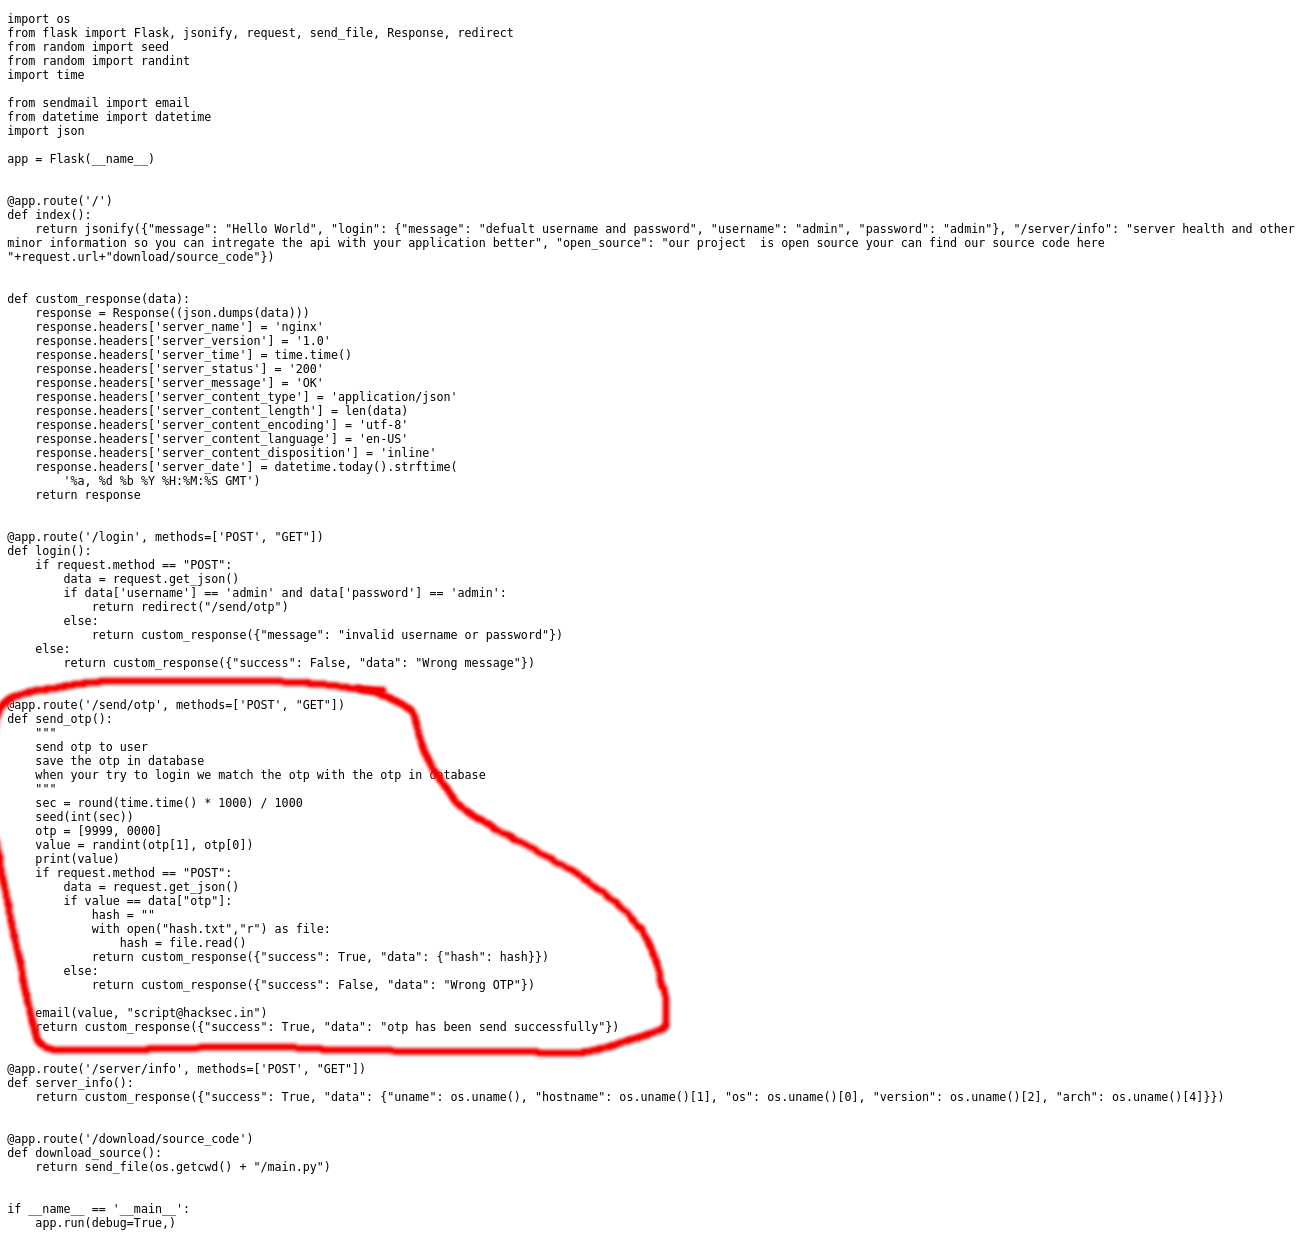 import os
from flask import Flask, jsonify, request, send_file, Response, redirect
from random import seed
from random import randint
import time

from sendmail import email
from datetime import datetime
import json

app = Flask(__name__)


@app.route('/')
def index():
    return jsonify({"message": "Hello World", "login": {"message": "defualt username and password", "username": "admin", "password": "admin"}, "/server/info": "server health and other
minor information so you can intregate the api with your application better", "open_source": "our project  is open source your can find our source code here
"+request.url+"download/source_code"})


def custom_response(data):
    response = Response((json.dumps(data)))
    response.headers['server_name'] = 'nginx'
    response.headers['server_version'] = '1.0'
    response.headers['server_time'] = time.time()
    response.headers['server_status'] = '200'
    response.headers['server_message'] = 'OK'
    response.headers['server_content_type'] = 'application/json'
    response.headers['server_content_length'] = len(data)
    response.headers['server_content_encoding'] = 'utf-8'
    response.headers['server_content_language'] = 'en-US'
    response.headers['server_content_disposition'] = 'inline'
    response.headers['server_date'] = datetime.today().strftime(
        '%a, %d %b %Y %H:%M:%S GMT')
    return response


@app.route('/login', methods=['POST', "GET"])
def login():
    if request.method == "POST":
        data = request.get_json()
        if data['username'] == 'admin' and data['password'] == 'admin':
            return redirect("/send/otp")
        else:
            return custom_response({"message": "invalid username or password"})
    else:
        return custom_response({"success": False, "data": "Wrong message"})


@app.route('/send/otp', methods=['POST', "GET"])
def send_otp():
    """
    send otp to user
    save the otp in database
    when your try to login we match the otp with the otp in database
    """
    sec = round(time.time() * 1000) / 1000
    seed(int(sec))
    otp = [9999, 0000]
    value = randint(otp[1], otp[0])
    print(value)
    if request.method == "POST":
        data = request.get_json()
        if value == data["otp"]:
            hash = ""
            with open("hash.txt","r") as file:
                hash = file.read()
            return custom_response({"success": True, "data": {"hash": hash}})
        else:
            return custom_response({"success": False, "data": "Wrong OTP"})

    email(value, "script@hacksec.in")
    return custom_response({"success": True, "data": "otp has been send successfully"})


@app.route('/server/info', methods=['POST', "GET"])
def server_info():
    return custom_response({"success": True, "data": {"uname": os.uname(), "hostname": os.uname()[1], "os": os.uname()[0], "version": os.uname()[2], "arch": os.uname()[4]}})


@app.route('/download/source_code')
def download_source():
    return send_file(os.getcwd() + "/main.py")


if __name__ == '__main__':
    app.run(debug=True,)